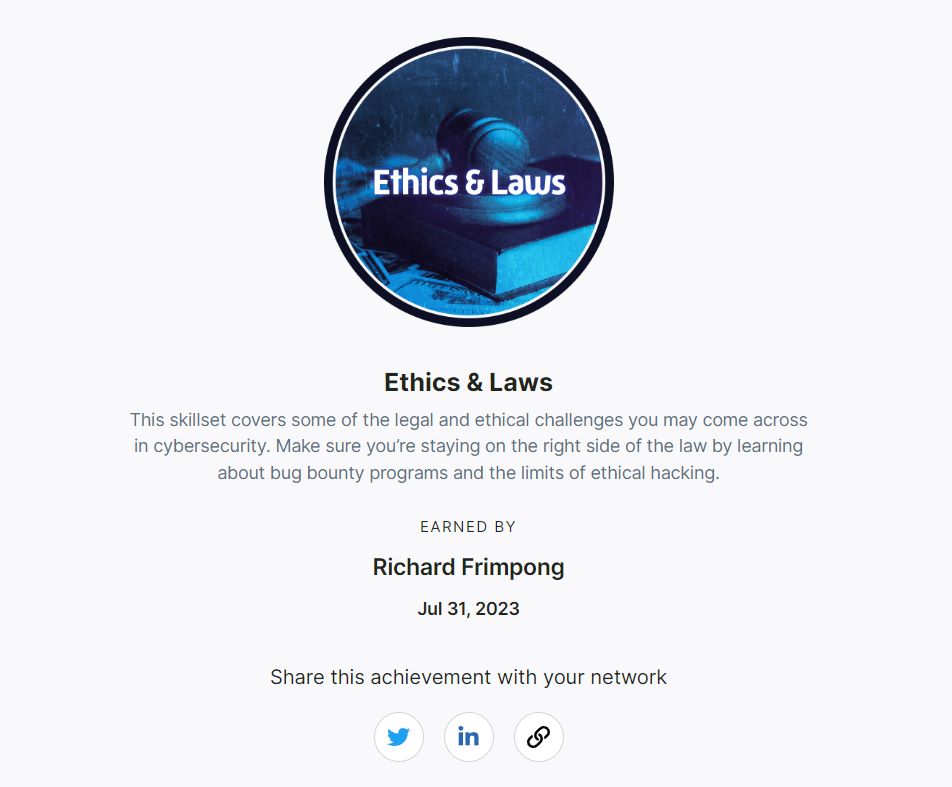 Ethics & Laws
Ethics & Laws
This skillset covers some of the legal and ethical challenges you may come across
in cybersecurity. Make sure you’re staying on the right side of the law by learning
about bug bounty programs and the limits of ethical hacking.
EARNED BY
Richard Frimpong
Jul 31, 2023
Share this achievement with your network
in